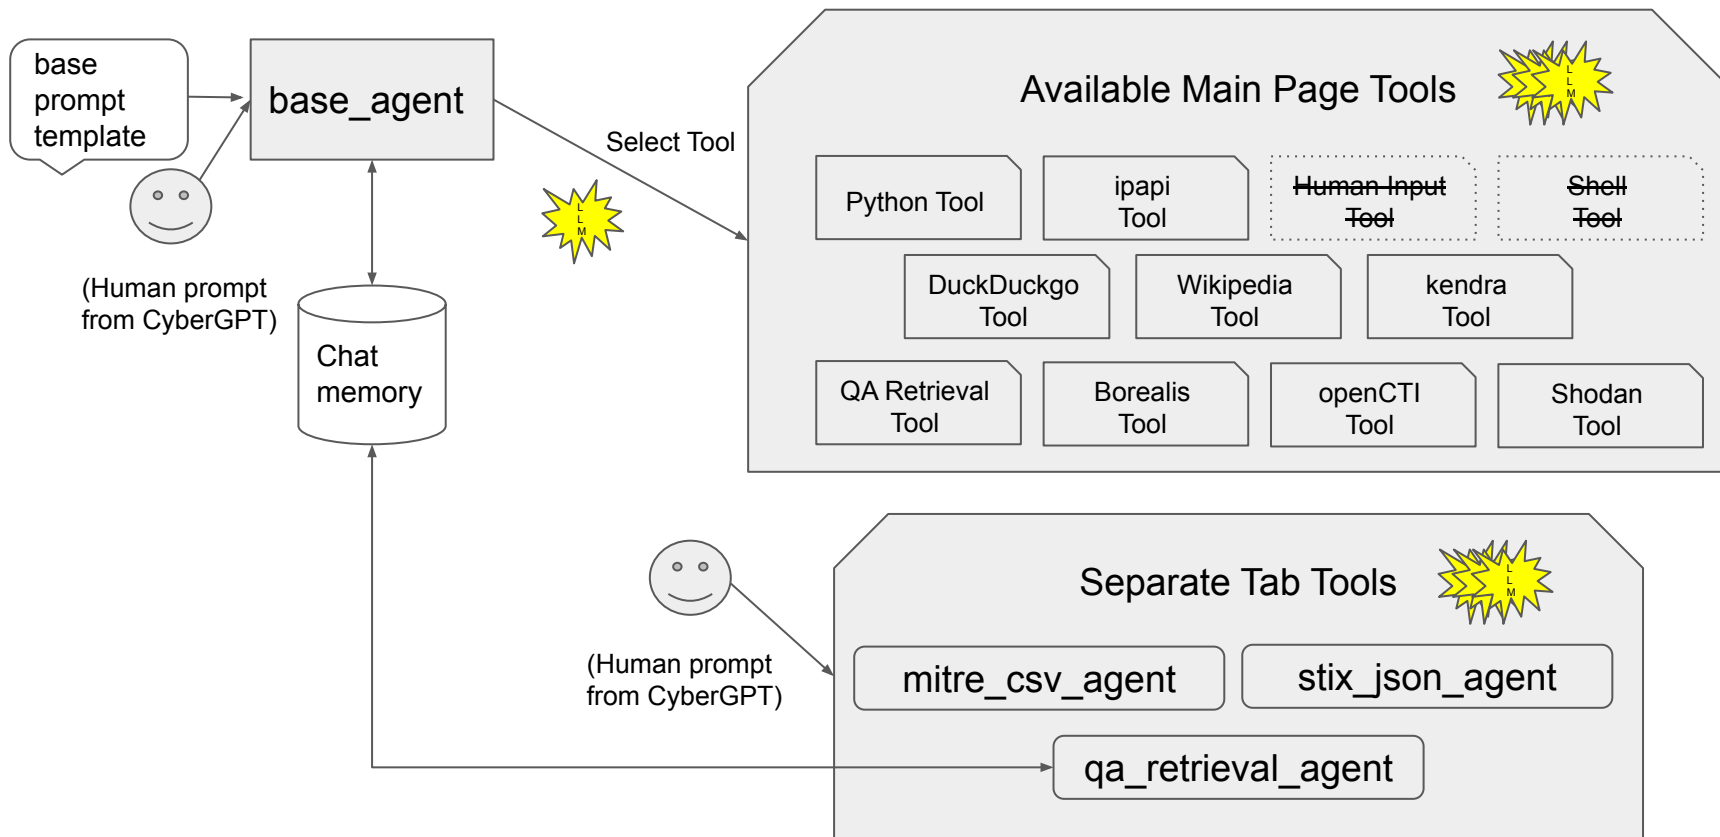 base
prompt
template
base_agent
Select Tool
L
L
M
(Human prompt
from CyberGPT)
Chat
memory
Available Main Page Tools
L
L
M
Python Tool
ipapi
Tool
Human Input
Tool
Shell
Tool
DuckDuckgo
Tool
Wikipedia
Tool
kendra
Tool
QA Retrieval
Tool
Borealis
Tool
openCTI
Tool
Shodan
Tool
(Human prompt
from CyberGPT)
Separate Tab Tools
L
L
M
mitre_csv_agent
stix_json_agent
qa_retrieval_agent